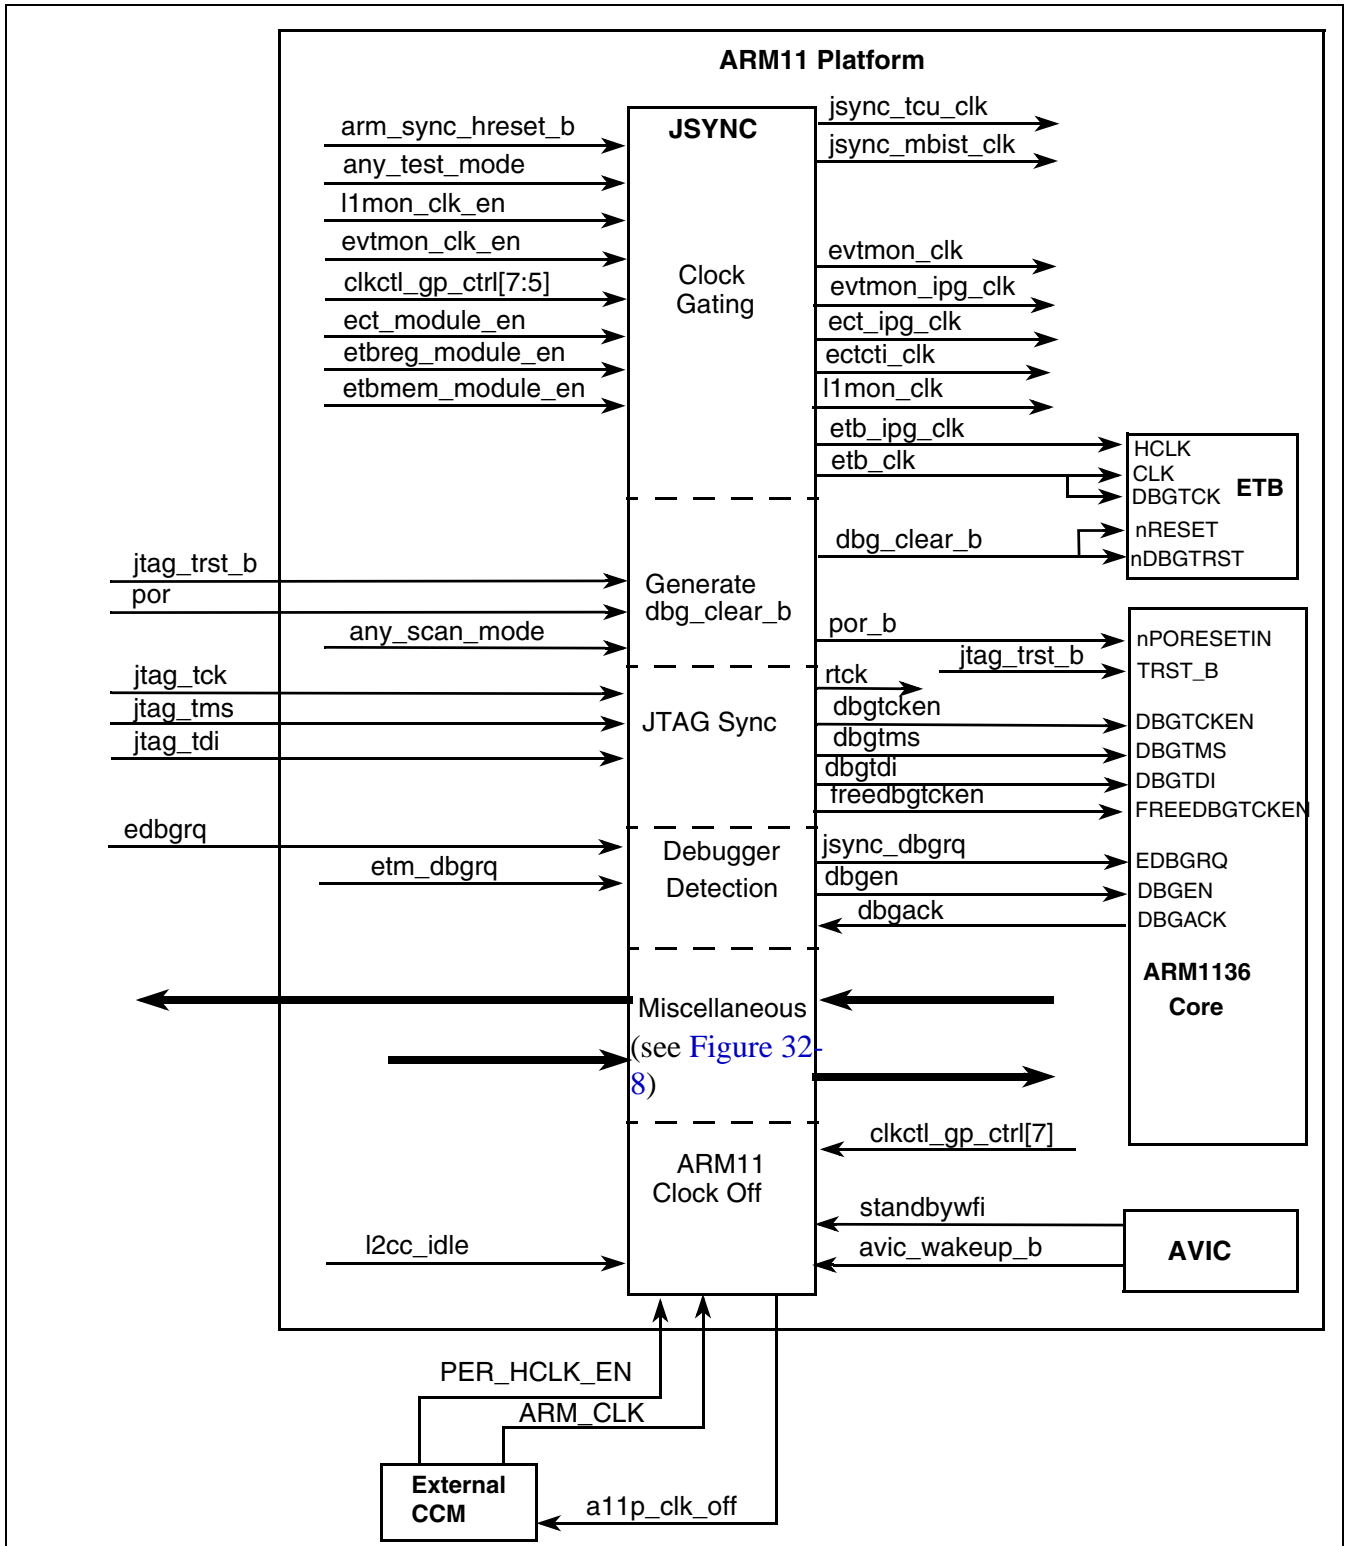 ARM11 Platform
JSYNC
arm_sync_hreset_b
any_test_mode
l1mon_clk_en
evtmon_clk_en
clkctl_gp_ctrl[7:5]
ect_module_en
etbreg_module_en
etbmem_module_en
Clock
Gating
jsync_tcu_clk
jsync_mbist_clk
evtmon_clk
evtmon_ipg_clk
ect_ipg_clk
ectcti_clk
l1mon_clk
etb_ipg_clk
etb_clk
HCLK
CLK
DBGTCK
ETB
nRESET
nDBGTRST
dbg_clear_b
jtag_trst_b
por
any_scan_mode
Generate
dbg_clear_b
por_b
jtag_trst_b
nPORESETIN
TRST_B
jtag_tck
jtag_tms
jtag_tdi
JTAG Sync
rtck
dbgtcken
dbgtms
dbgtdi
freedbgtcken
DBGTCKEN
DBGTMS
DBGTDI
FREEDBGTCKEN
edbgrq
etm_dbgrq
Debugger
Detection
jsync_dbgrq
dbgen
dbgack
EDBGRQ
DBGEN
DBGACK
ARM1136
Core
Miscellaneous
(see Figure 32-
8)
ARM11
Clock Off
clkctl_gp_ctrl[7]
standbywfi
avic_wakeup_b
AVIC
l2cc_idle
PER_HCLK_EN
ARM_CLK
External
CCM
a11p_clk_off